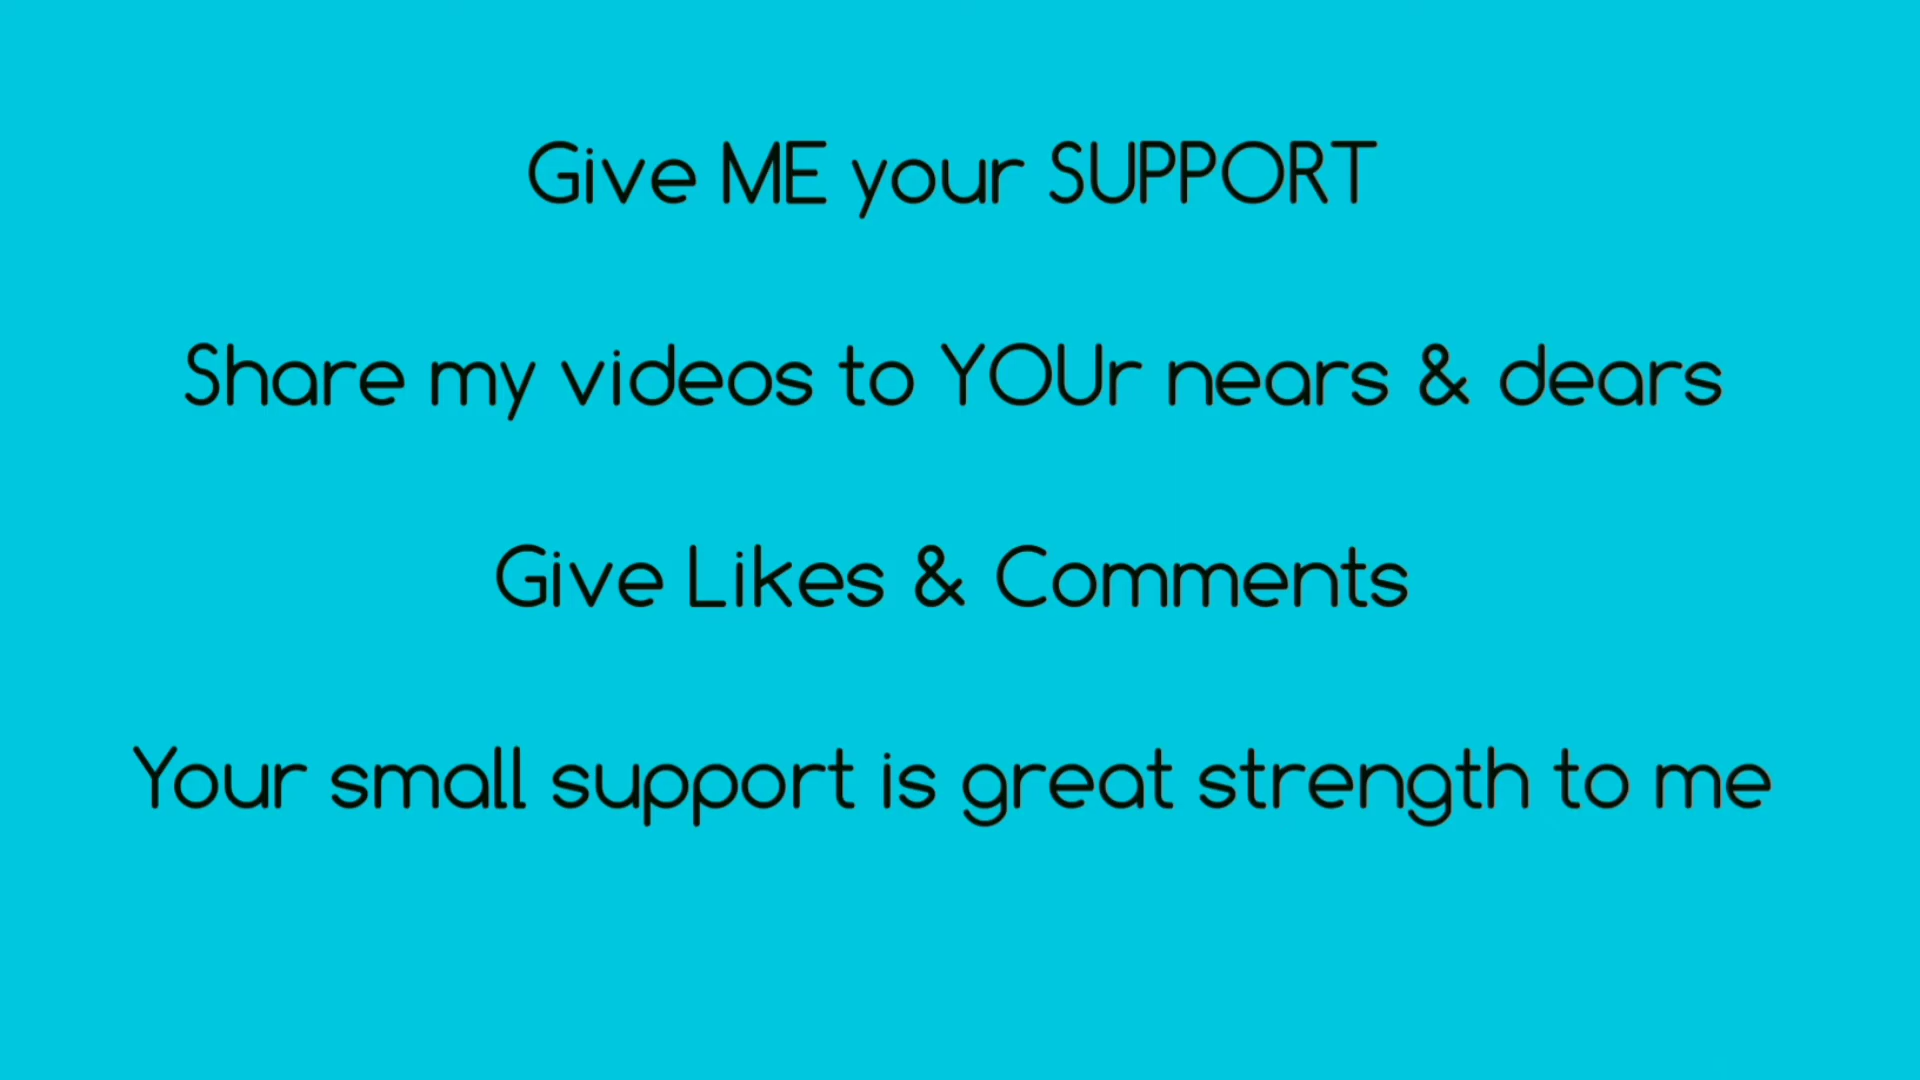 Give ME your SUPPORT
Share my videos to YOUr nears & dears
Give Likes & Comments
Your small support is great strength to me